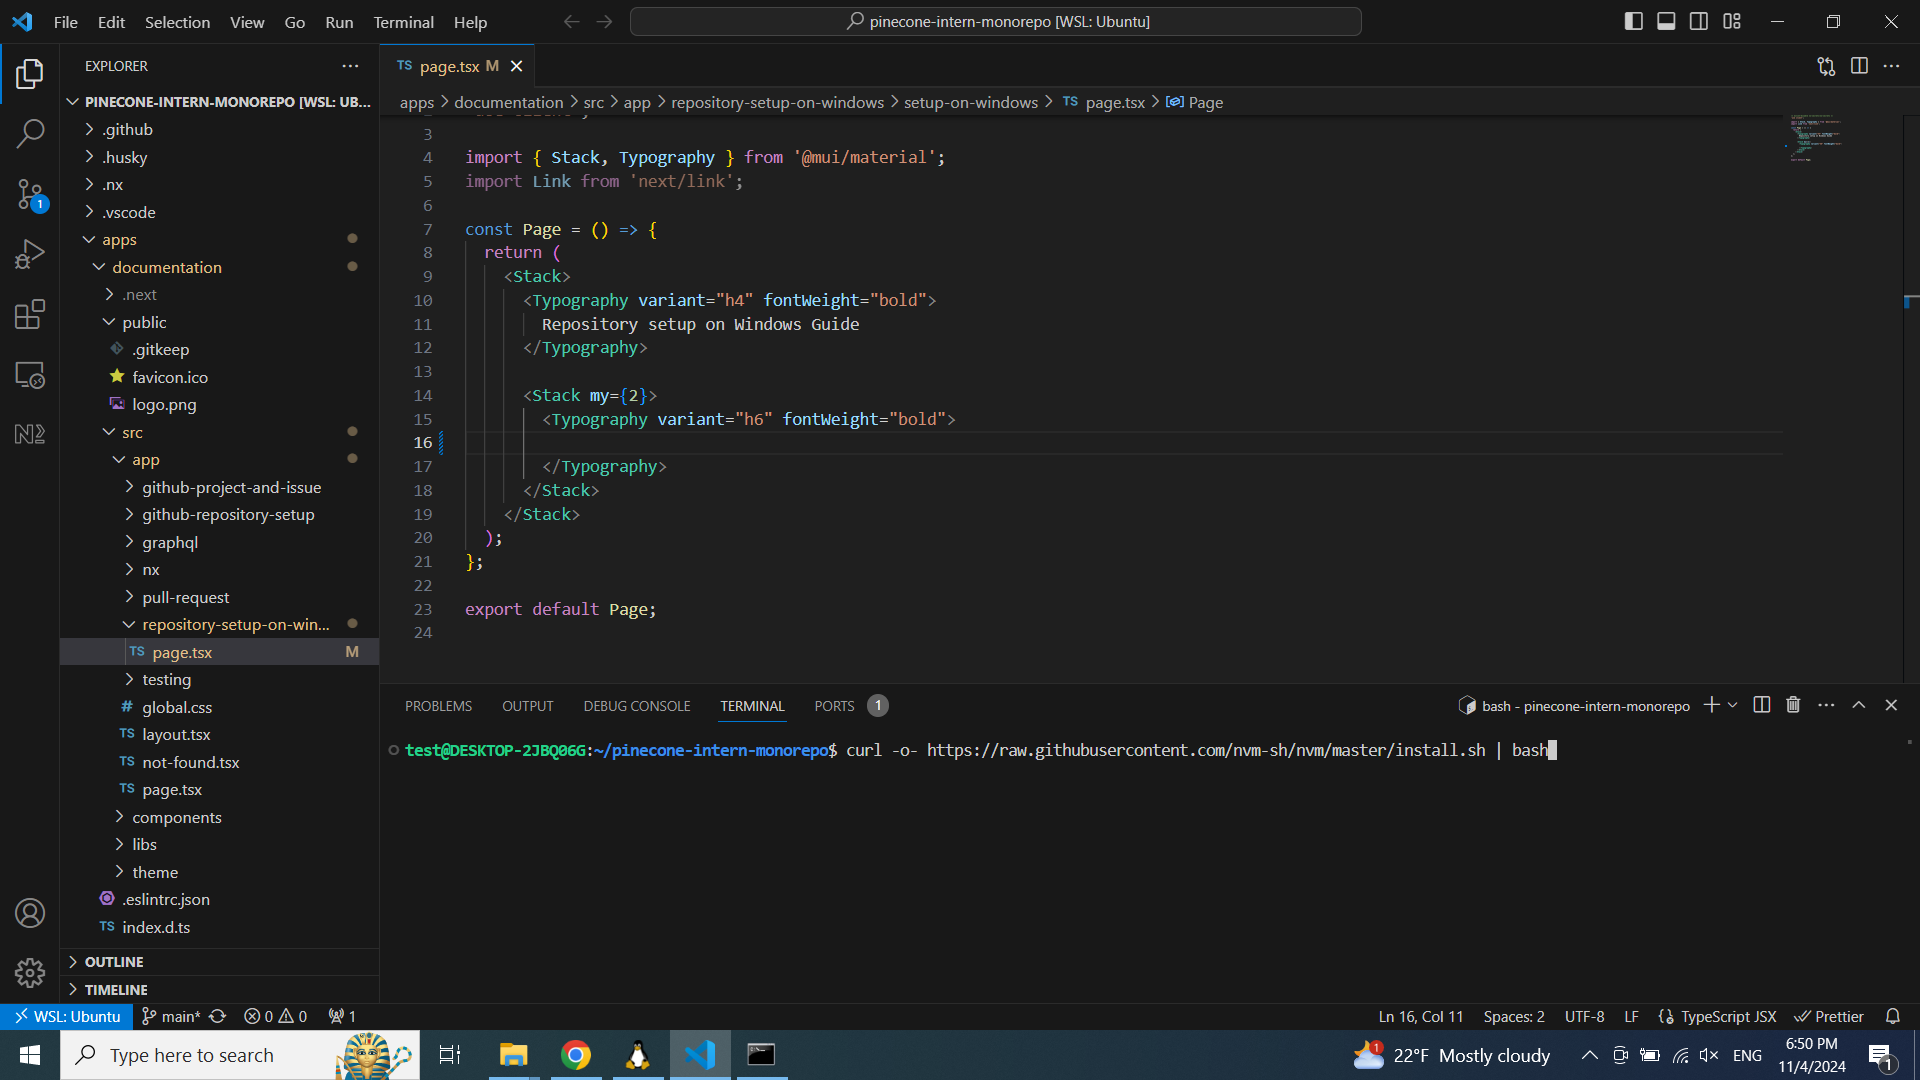 File Edit Selection View Go Run Terminal Help
pinecone-intern-monorepo [WSL: Ubuntu]
EXPLORER
PINECONE-INTERN-MONOREPO [WSL: UB...
.github
.husky
.nx
.vscode
apps
documentation
.next
public
.gitkeep
favicon.ico
logo.png
src
app
github-project-and-issue
github-repository-setup
graphql
nx
pull-request
repository-setup-on-win...
TS page.tsx M
testing
# global.css
TS layout.tsx
TS not-found.tsx
TS page.tsx
components
libs
theme
.eslintrc.json
TS index.d.ts
OUTLINE
TIMELINE
1
TS page.tsx M
apps > documentation > src > app > repository-setup-on-windows > setup-on-windows > TS page.tsx > Page
3
4 import { Stack, Typography } from '@mui/material';
5 import Link from 'next/link';
6
7 const Page = () => {
8 return (
9 <Stack>
10 <Typography variant="h4" fontWeight="bold">
11 Repository setup on Windows Guide
12 </Typography>
13
14 <Stack my={2}>
15 <Typography variant="h6" fontWeight="bold">
16
17 </Typography>
18 </Stack>
19 </Stack>
20 );
21 };
22
23 export default Page;
24
PROBLEMS OUTPUT DEBUG CONSOLE TERMINAL PORTS 1
bash - pinecone-intern-monorepo
test@DESKTOP-2JBQ06G:~/pinecone-intern-monorepo$ curl -o- https://raw.githubusercontent.com/nvm-sh/nvm/master/install.sh | bash
WSL: Ubuntu main* 0 0 1
Ln 16, Col 11 Spaces: 2 UTF-8 LF TypeScript JSX Prettier
Type here to search
1 22°F Mostly cloudy
ENG
6:50 PM
11/4/2024
1